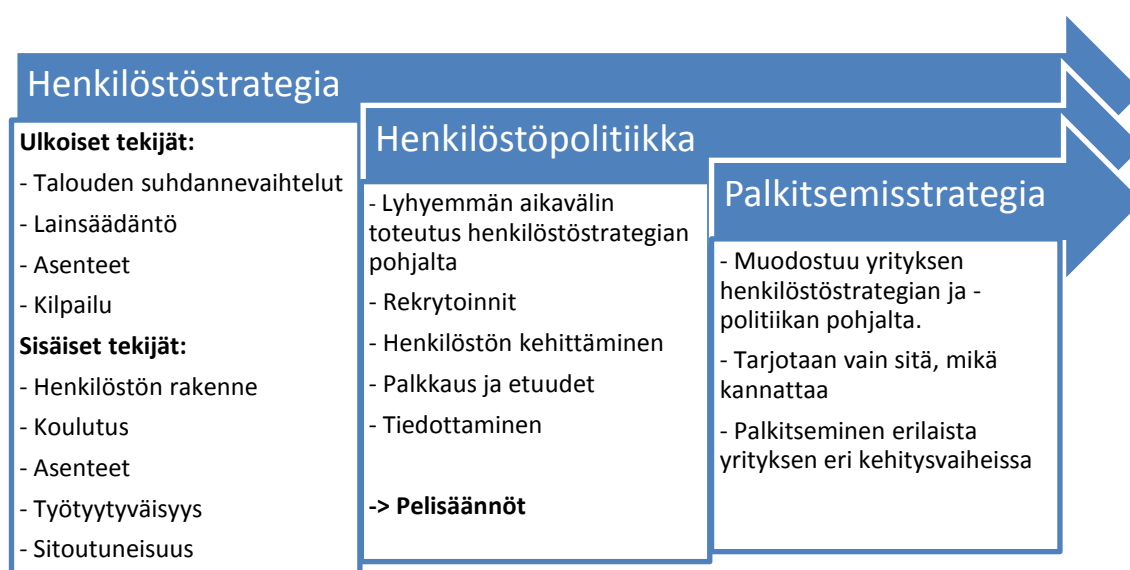 Henkilöstöstrategia
Ulkoiset tekijät:
- Talouden suhdannevaihtelut
- Lainsäädäntö
- Asenteet
- Kilpailu
Sisäiset tekijät:
- Henkilöstön rakenne
- Koulutus
- Asenteet
- Työtyytyväisyys
- Sitoutuneisuus
Henkilöstöpolitiikka
- Lyhyemmän aikavälin
toteutus henkilöstöstrategian
pohjalta
- Rekrytoinnit
- Henkilöstön kehittäminen
- Palkkaus ja etuudet
- Tiedottaminen
-> Pelisäännöt
Palkitsemisstrategia
- Muodostuu yrityksen
henkilöstöstrategian ja -
politiikan pohjalta.
- Tarjotaan vain sitä, mikä
kannattaa
- Palkitseminen erilaista
yrityksen eri kehitysvaiheissa